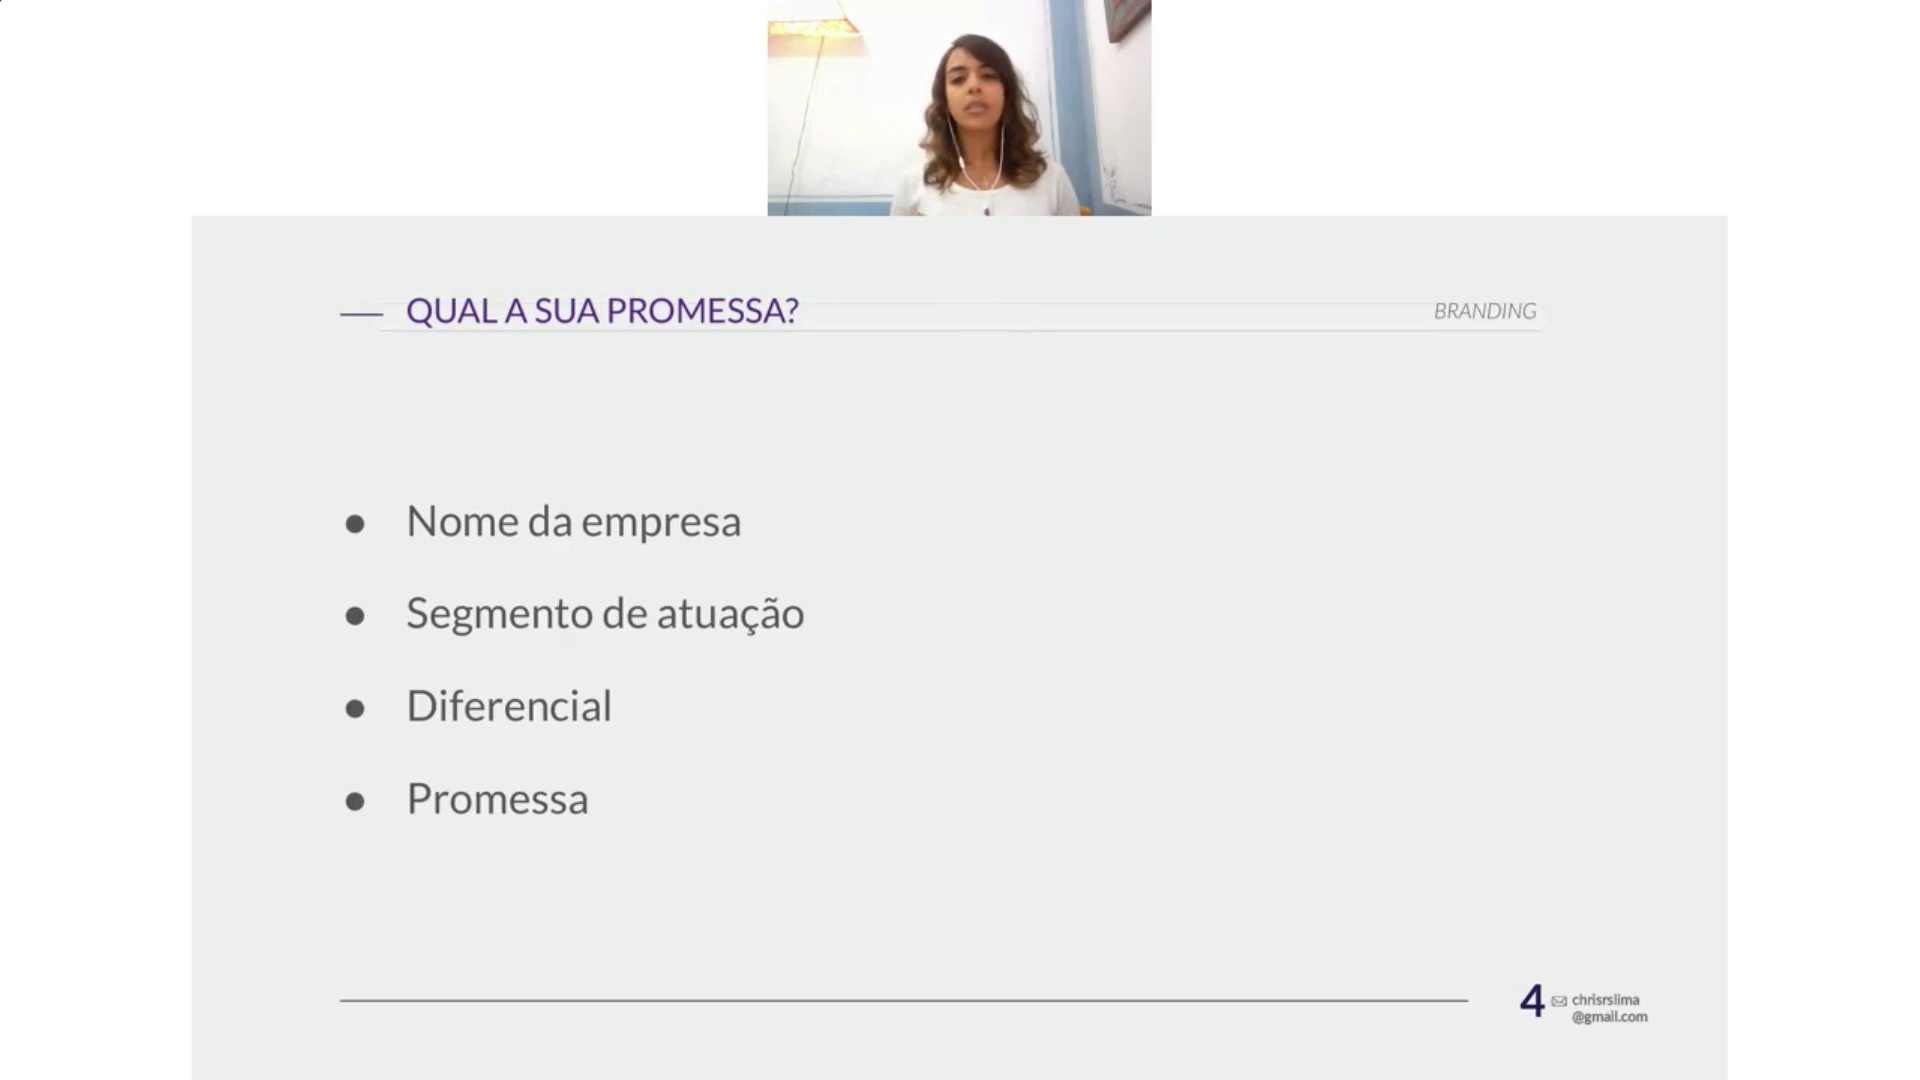 QUAL A SUA PROMESSA?
BRANDING
● Nome da empresa
● Segmento de atuação
● Diferencial
● Promessa
4
chrisrslima
@gmail.com